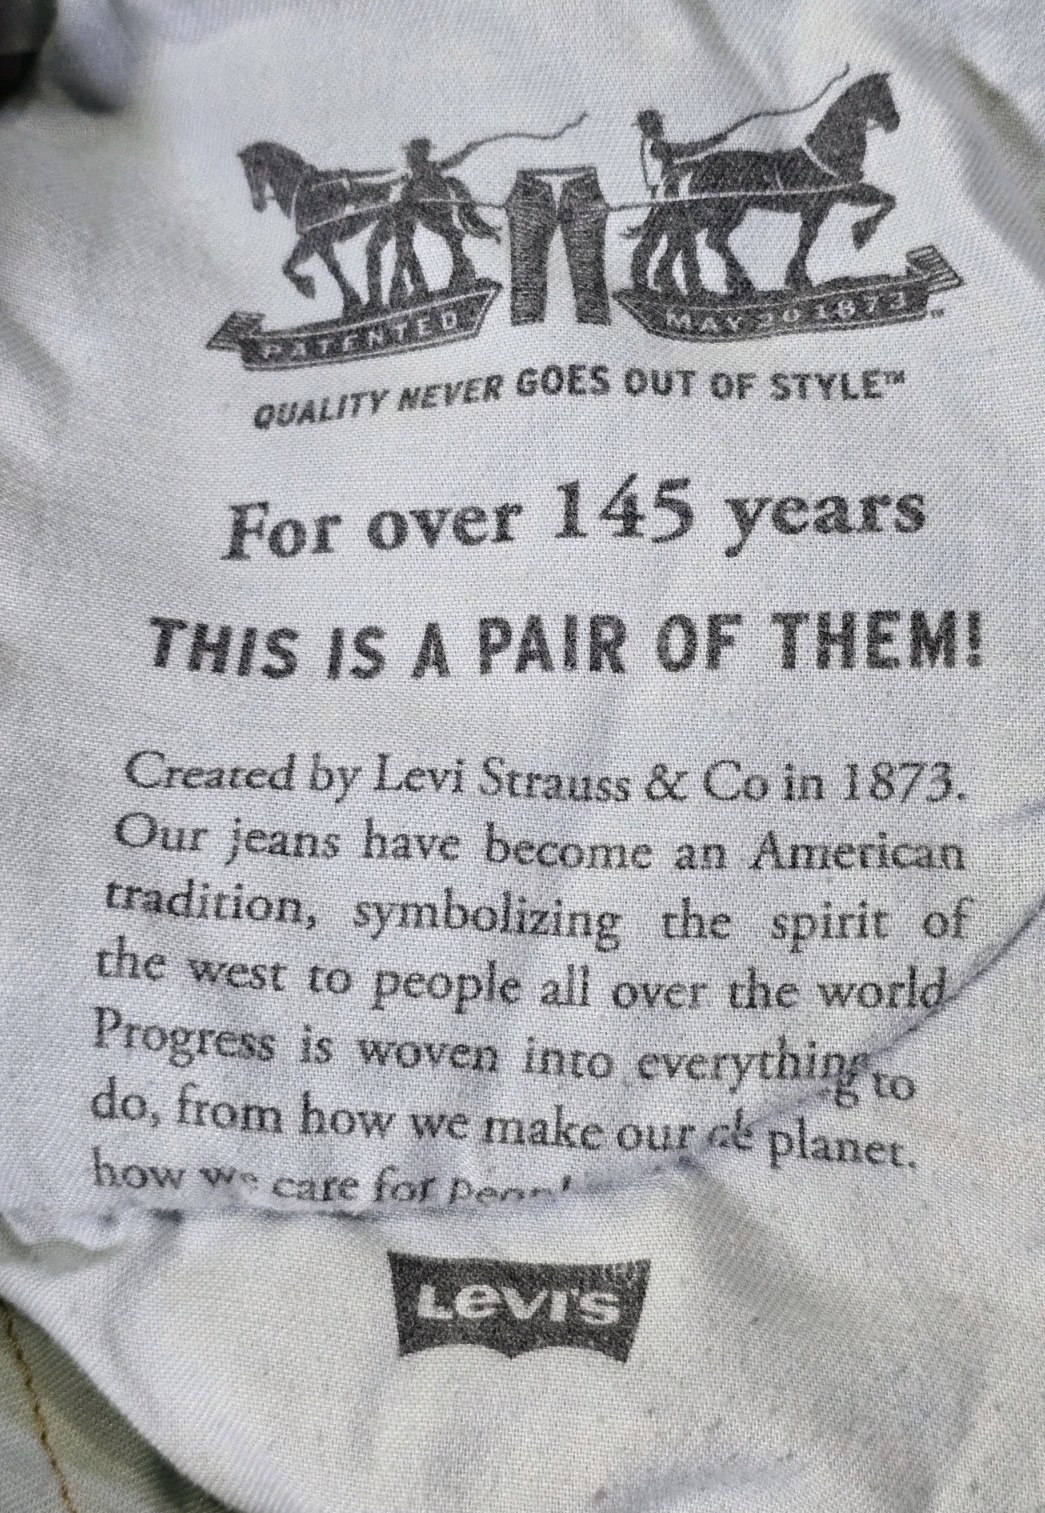 PATENTED MAY 20 1873 ™
QUALITY NEVER GOES OUT OF STYLE™
For over 145 years
THIS IS A PAIR OF THEM!
Created by Levi Strauss & Co in 1873.
Our jeans have become an American
tradition, symbolizing the spirit of
the west to people all over the world
Progress is woven into everything to
do, from how we make our planet.
how we care for
Levi's